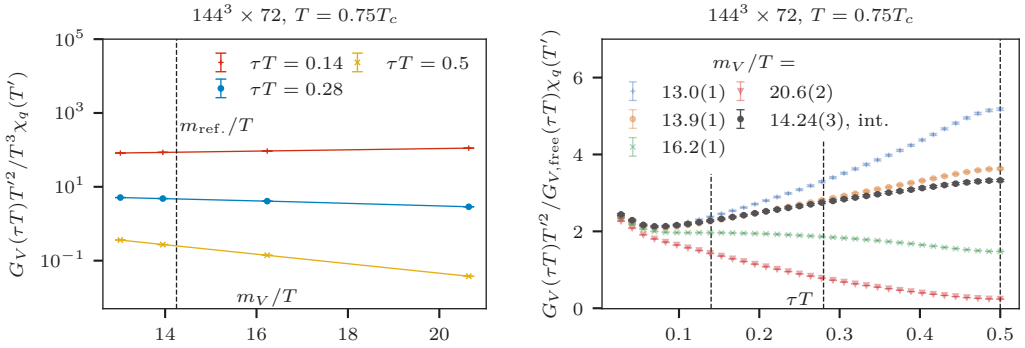 144³ × 72, T = 0.75T_c
G_V(τT)T′²/T³χ_q(T′)
10⁵
10³
10¹
10⁻¹
τT = 0.14
τT = 0.5
τT = 0.28
m_ref./T
m_V/T
14
16
18
20
144³ × 72, T = 0.75T_c
G_V(τT)T′²/G_V,free(τT)χ_q(T′)
6
4
2
0
m_V/T =
13.0(1)
20.6(2)
13.9(1)
14.24(3), int.
16.2(1)
τT
0.1
0.2
0.3
0.4
0.5